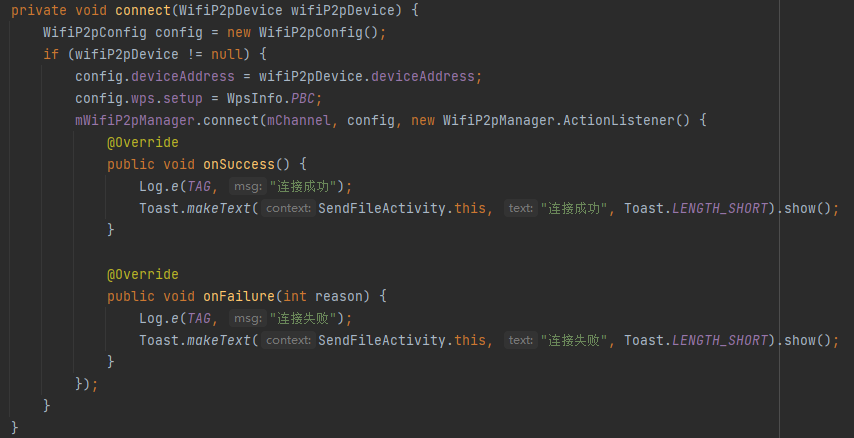 private void connect(WifiP2pDevice wifiP2pDevice) {
    WifiP2pConfig config = new WifiP2pConfig();
    if (wifiP2pDevice != null) {
        config.deviceAddress = wifiP2pDevice.deviceAddress;
        config.wps.setup = WpsInfo.PBC;
        mWifiP2pManager.connect(mChannel, config, new WifiP2pManager.ActionListener() {
            @Override
            public void onSuccess() {
                Log.e(TAG, msg: "连接成功");
                Toast.makeText( context: SendFileActivity.this, text: "连接成功", Toast.LENGTH_SHORT).show();
            }
            @Override
            public void onFailure(int reason) {
                Log.e(TAG, msg: "连接失败");
                Toast.makeText( context: SendFileActivity.this, text: "连接失败", Toast.LENGTH_SHORT).show();
            }
        });
    }
}